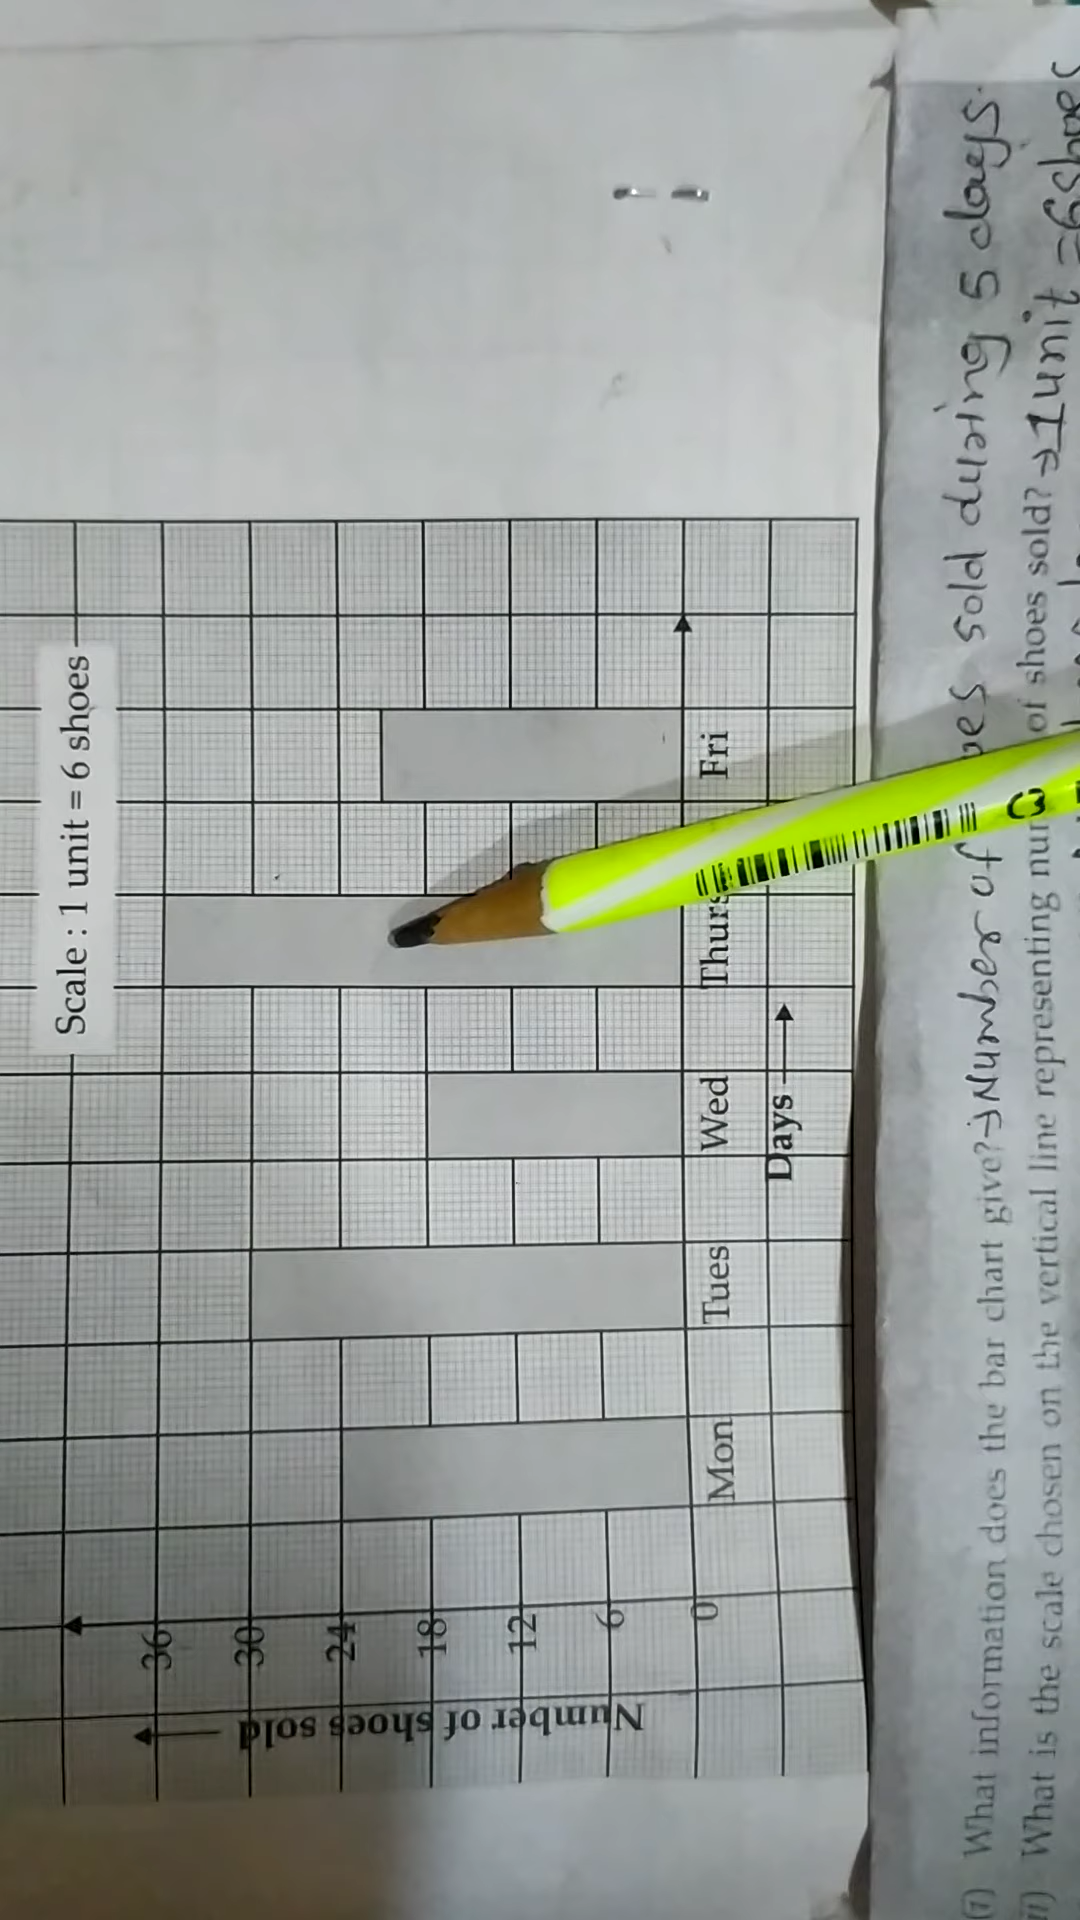 Scale : 1 unit = 6 shoes
36
30
24
18
12
6
0
Number of shoes sold
Mon Tues Wed Thurs Fri
Days
(i) What information does the bar chart give? → Number of sold during 5 days.
(ii) What is the scale chosen on the vertical line representing of shoes sold? → 1 unit = 6 shoes